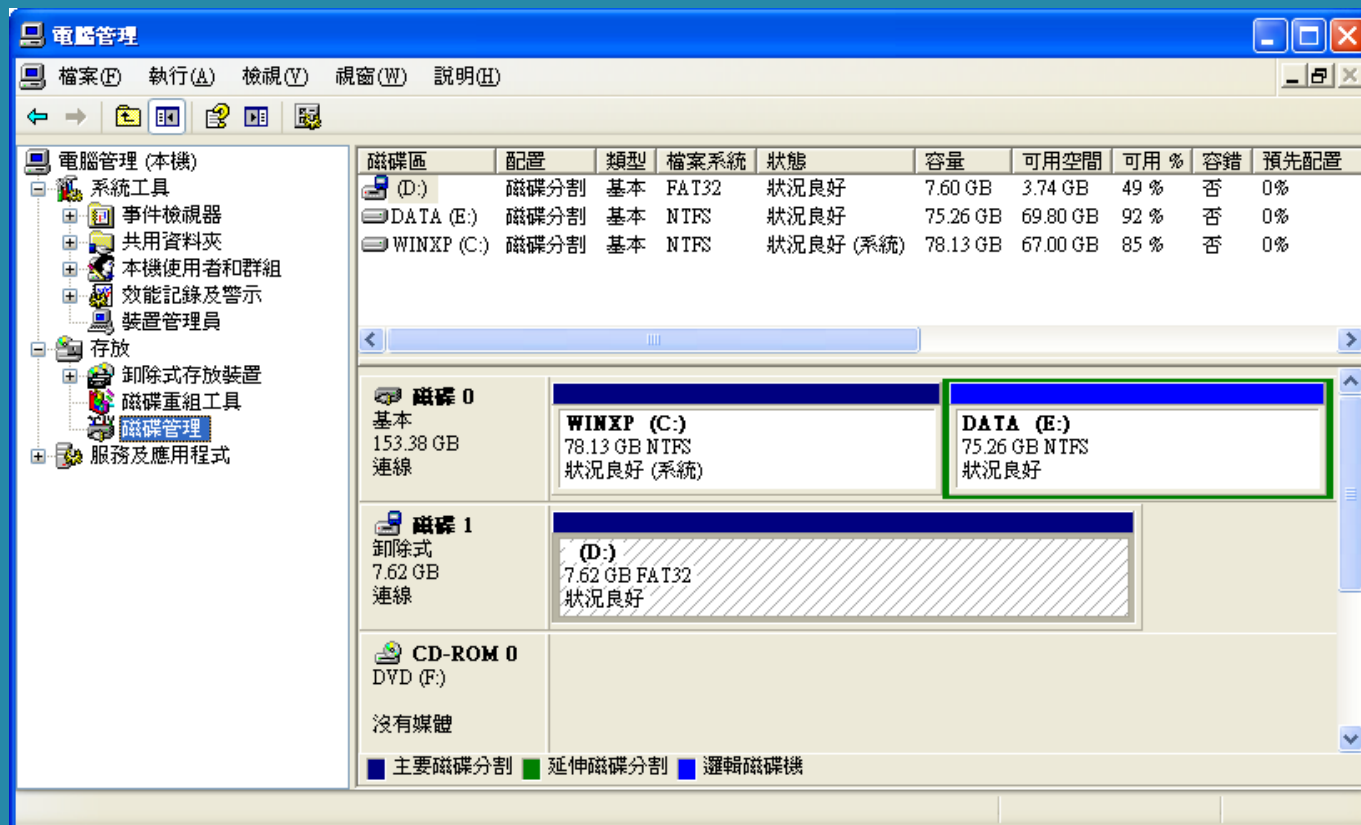 電腦管理
檔案(F) 執行(A) 檢視(V) 視窗(W) 說明(H)
電腦管理 (本機)
系統工具
事件檢視器
共用資料夾
本機使用者和群組
效能記錄及警示
裝置管理員
存放
卸除式存放裝置
磁碟重組工具
磁碟管理
服務及應用程式
磁碟區 配置 類型 檔案系統 狀態 容量 可用空間 可用 % 容錯 預先配置
(D:) 磁碟分割 基本 FAT32 狀況良好 7.60 GB 3.74 GB 49 % 否 0%
DATA (E:) 磁碟分割 基本 NTFS 狀況良好 75.26 GB 69.80 GB 92 % 否 0%
WINXP (C:) 磁碟分割 基本 NTFS 狀況良好 (系統) 78.13 GB 67.00 GB 85 % 否 0%
磁碟 0
基本
153.38 GB
連線
WINXP (C:)
78.13 GB NTFS
狀況良好 (系統)
DATA (E:)
75.26 GB NTFS
狀況良好
磁碟 1
卸除式
7.62 GB
連線
(D:)
7.62 GB FAT32
狀況良好
CD-ROM 0
DVD (F:)
沒有媒體
主要磁碟分割 延伸磁碟分割 邏輯磁碟機